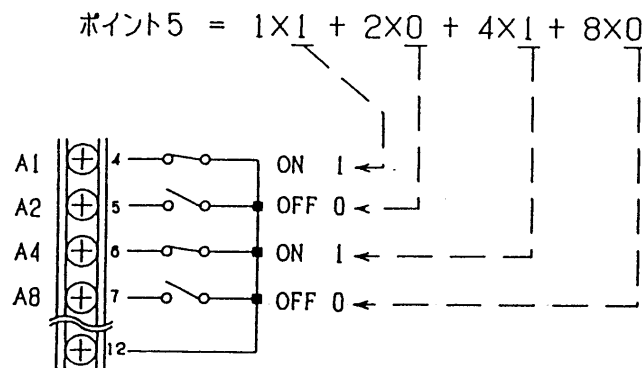 ポイント5 = 1×1 + 2×0 + 4×1 + 8×0
A1 4 ON 1
A2 5 OFF 0
A4 6 ON 1
A8 7 OFF 0
12